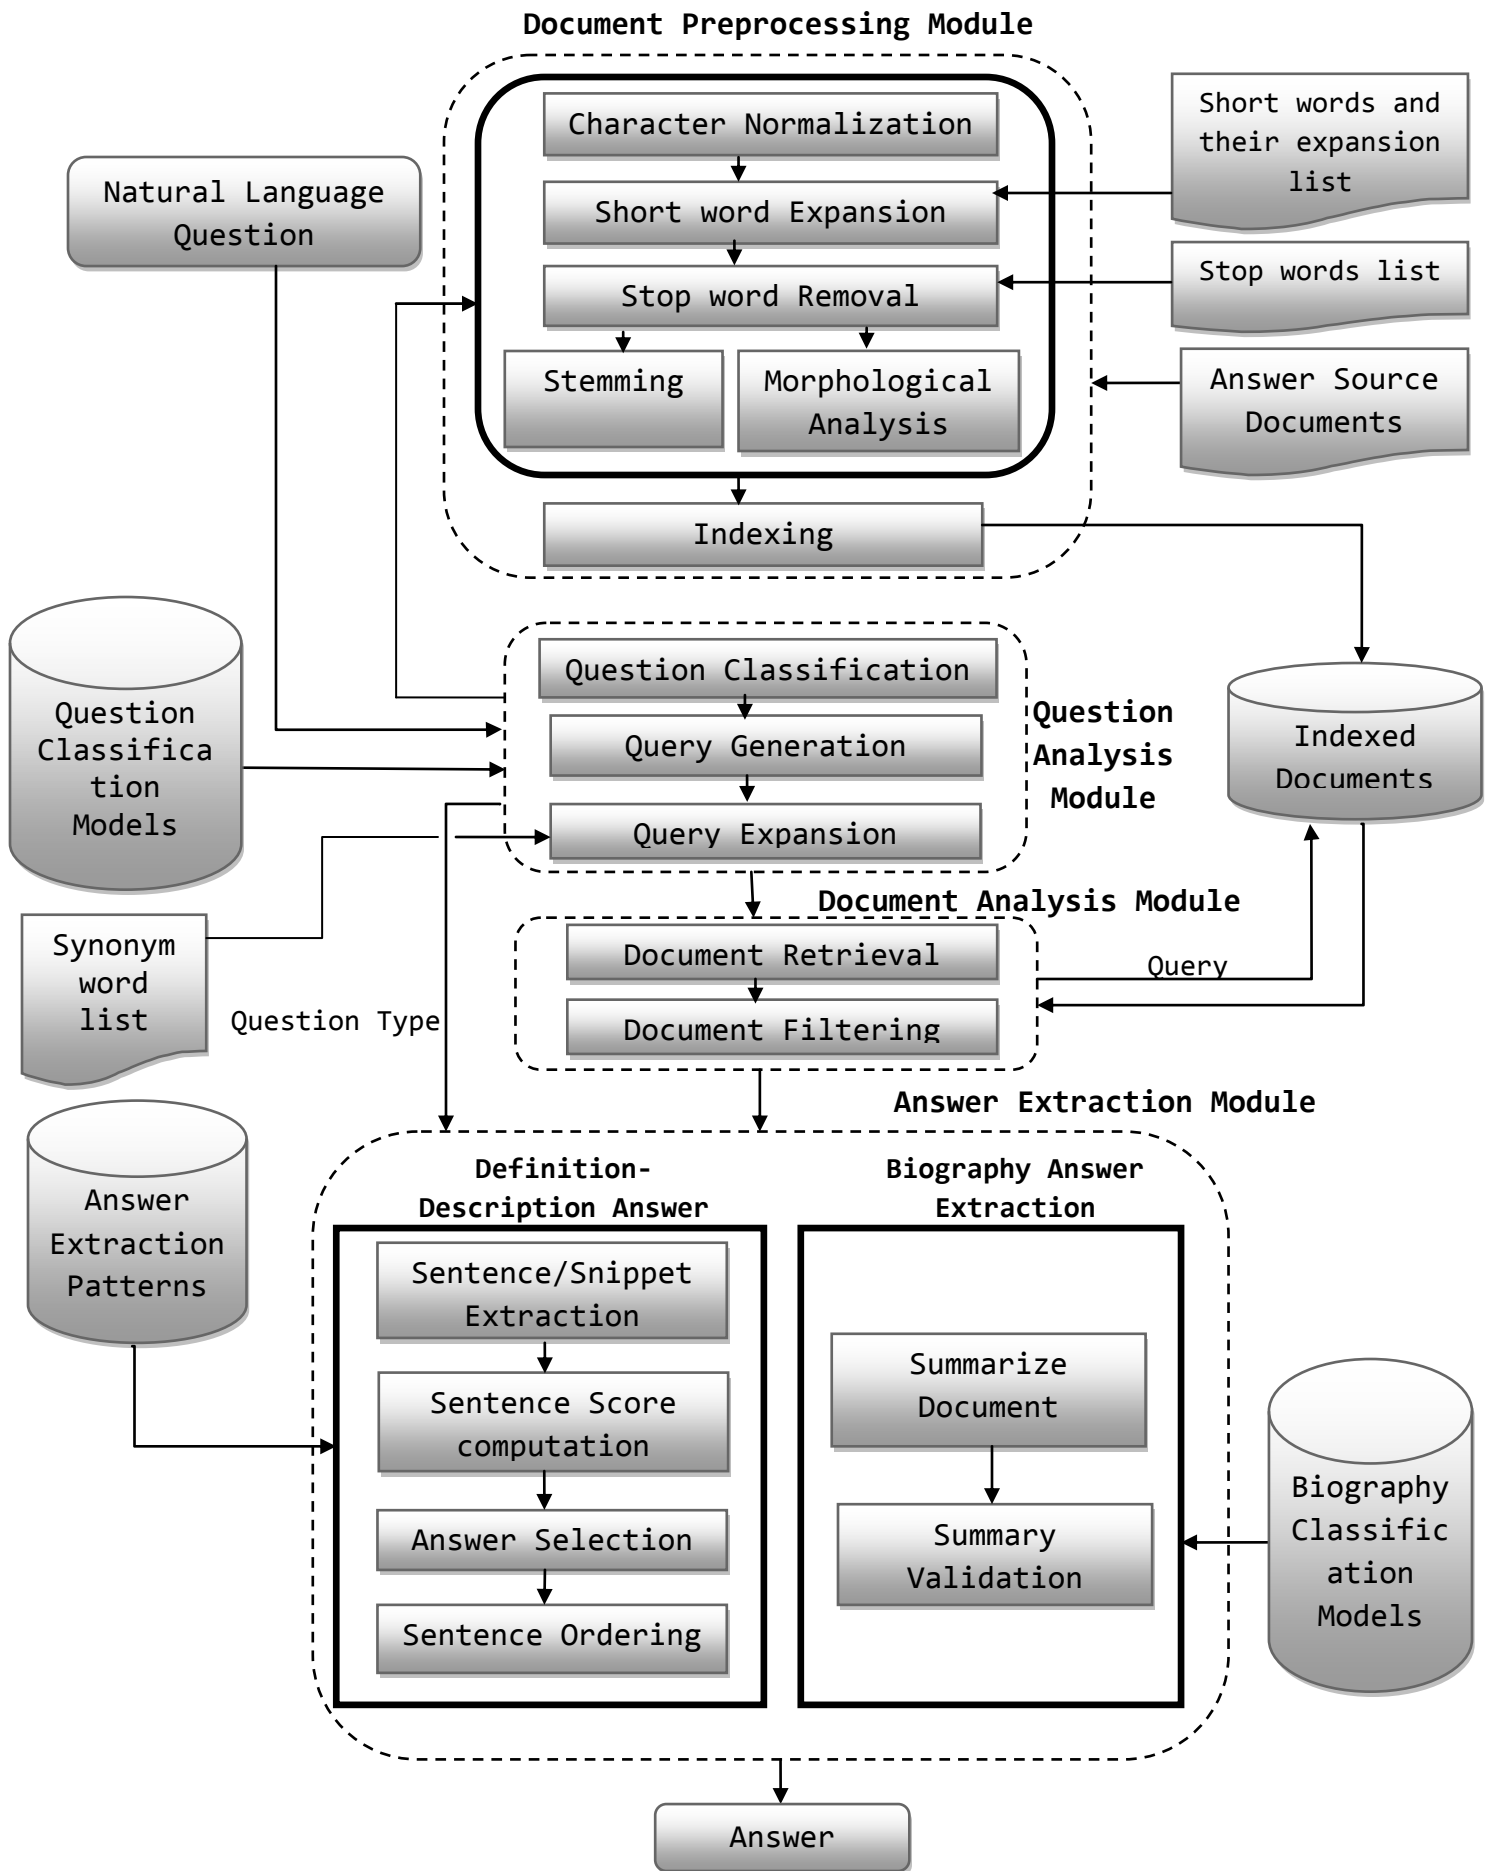 Document Preprocessing Module
Character Normalization
Short word Expansion
Stop word Removal
Stemming
Morphological
Analysis
Indexing
Short words and
their expansion
list
Stop words list
Answer Source
Documents
Natural Language
Question
Question
Classifica
tion
Models
Question Classification
Query Generation
Query Expansion
Question
Analysis
Module
Indexed
Documents
Synonym
word
list
Question Type
Document Analysis Module
Document Retrieval
Document Filtering
Query
Answer Extraction Module
Answer
Extraction
Patterns
Definition-
Description Answer
Sentence/Snippet
Extraction
Sentence Score
computation
Answer Selection
Sentence Ordering
Biography Answer
Extraction
Summarize
Document
Summary
Validation
Biography
Classific
ation
Models
Answer